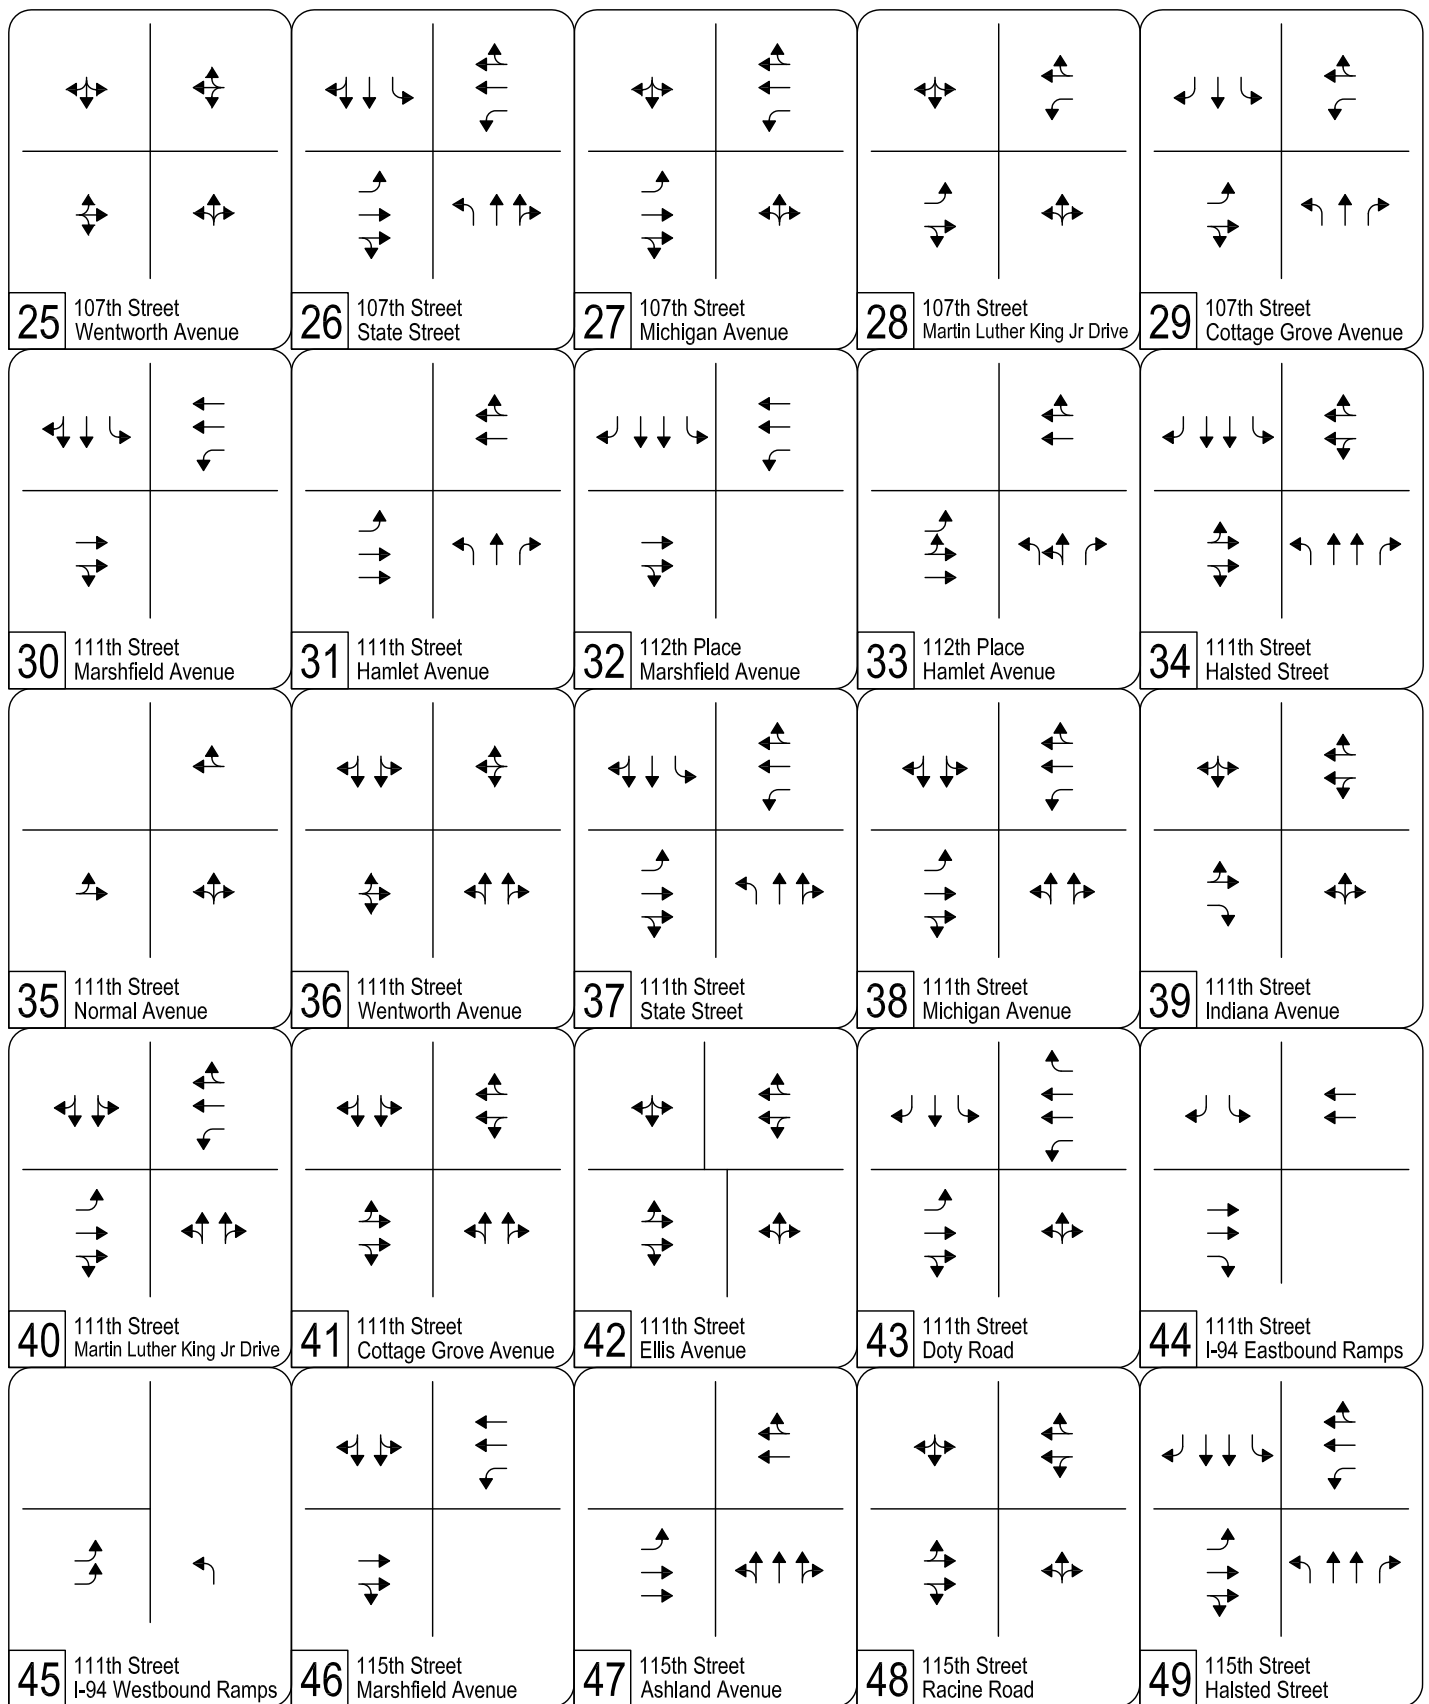 25 107th Street
Wentworth Avenue
26 107th Street
State Street
27 107th Street
Michigan Avenue
28 107th Street
Martin Luther King Jr Drive
29 107th Street
Cottage Grove Avenue
30 111th Street
Marshfield Avenue
31 111th Street
Hamlet Avenue
32 112th Place
Marshfield Avenue
33 112th Place
Hamlet Avenue
34 111th Street
Halsted Street
35 111th Street
Normal Avenue
36 111th Street
Wentworth Avenue
37 111th Street
State Street
38 111th Street
Michigan Avenue
39 111th Street
Indiana Avenue
40 111th Street
Martin Luther King Jr Drive
41 111th Street
Cottage Grove Avenue
42 111th Street
Ellis Avenue
43 111th Street
Doty Road
44 111th Street
I-94 Eastbound Ramps
45 111th Street
I-94 Westbound Ramps
46 115th Street
Marshfield Avenue
47 115th Street
Ashland Avenue
48 115th Street
Racine Road
49 115th Street
Halsted Street